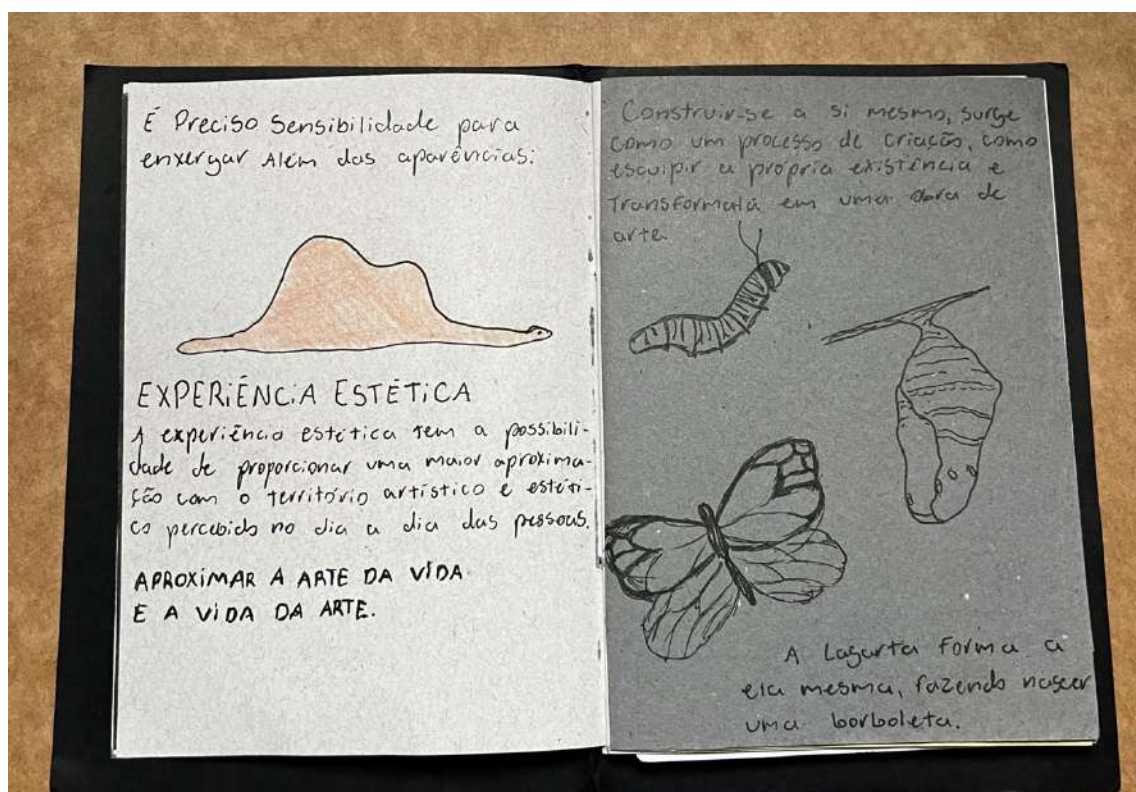 É Preciso Sensibilidade para
enxergar Além das aparências:
EXPERIÊNCIA ESTÉTICA
A experiência estética tem a possibili-
dade de proporcionar uma maior aproxima-
ção com o território artístico e estéti-
co percebido no dia a dia das pessoas.
APROXIMAR A ARTE DA VIDA
E A VIDA DA ARTE.
Construir-se a si mesmo, surge
como um processo de criação, como
esculpir a própria existência e
Transformala em uma obra de
arte.
A Lagarta forma a
ela mesma, fazendo nascer
uma borboleta.